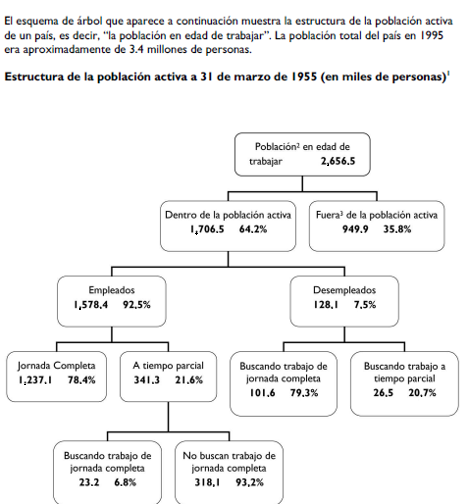 El esquema de árbol que aparece a continuación muestra la estructura de la población activa
de un país, es decir, “la población en edad de trabajar”. La población total del país en 1995
era aproximadamente de 3.4 millones de personas.
Estructura de la población activa a 31 de marzo de 1955 (en miles de personas)¹
Población² en edad de
trabajar 2,656.5
Dentro de la población activa
1,706.5 64.2%
Fuera³ de la población activa
949.9 35.8%
Empleados
1,578.4 92.5%
Desempleados
128.1 7.5%
Jornada Completa
1,237.1 78.4%
A tiempo parcial
341.3 21.6%
Buscando trabajo de
jornada completa
101.6 79.3%
Buscando trabajo a
tiempo parcial
26.5 20.7%
Buscando trabajo de
jornada completa
23.2 6.8%
No buscan trabajo de
jornada completa
318,1 93,2%